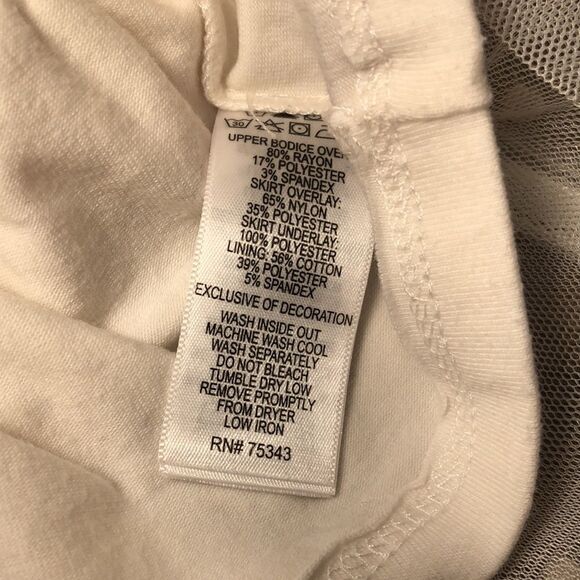 30
UPPER BODICE OVE
80% RAYON
17% POLYESTER
3% SPANDEX
SKIRT OVERLAY:
65% NYLON
35% POLYESTER
SKIRT UNDERLAY:
100% POLYESTER
LINING: 56% COTTON
39% POLYESTER
5% SPANDEX
EXCLUSIVE OF DECORATION
WASH INSIDE OUT
MACHINE WASH COOL
WASH SEPARATELY
DO NOT BLEACH
TUMBLE DRY LOW
REMOVE PROMPTLY
FROM DRYER
LOW IRON
RN# 75343